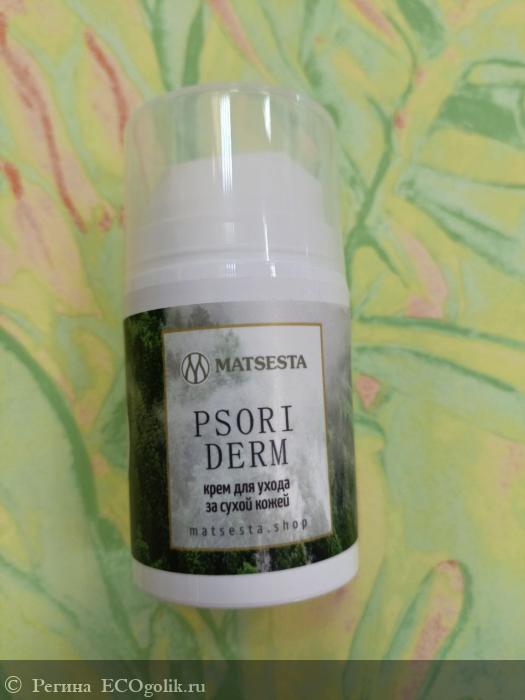 MATSESTA
PSORI
DERM
крем для ухода
за сухой кожей
matsesta.shop
© Регина ECOgolik.ru